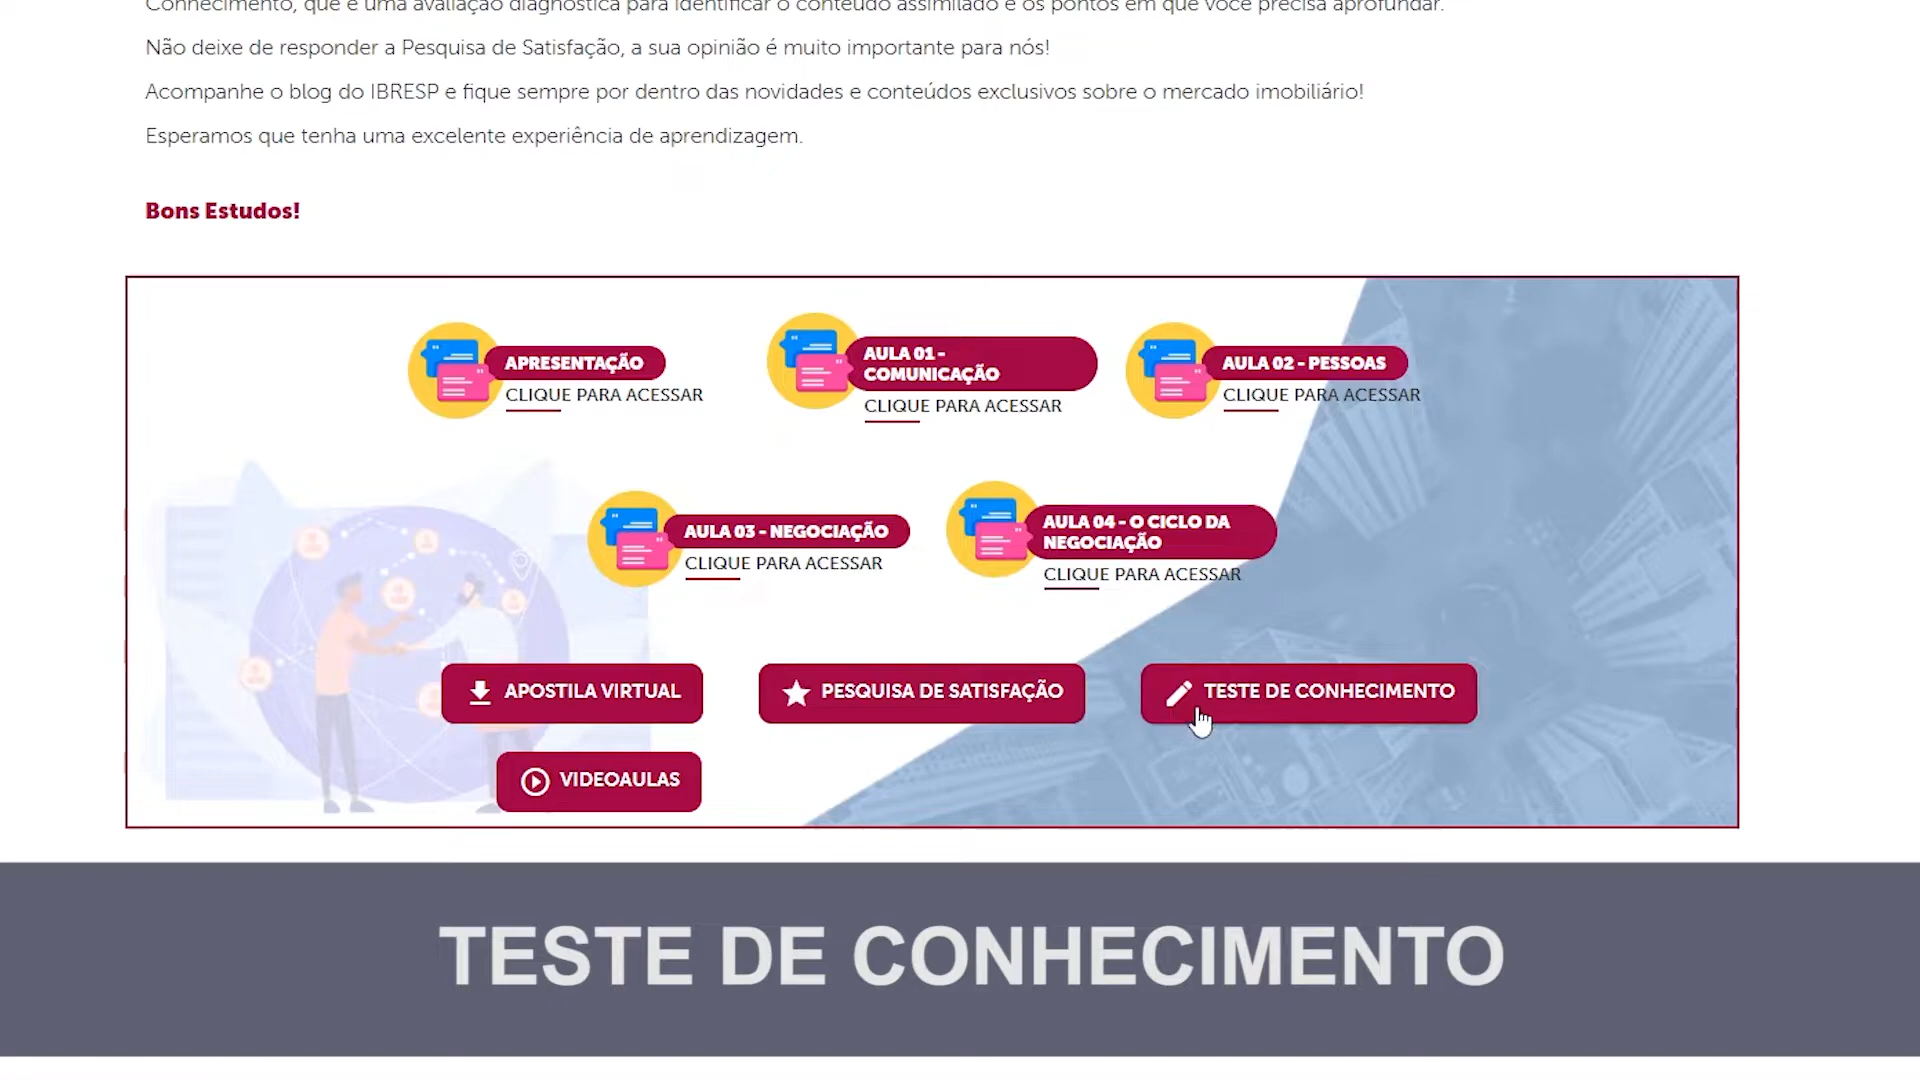 Conhecimento, que é uma avaliação diagnóstica para identificar o conteúdo assimilado e os pontos em que você precisa aprofundar.
Não deixe de responder a Pesquisa de Satisfação, a sua opinião é muito importante para nós!
Acompanhe o blog do IBRESP e fique sempre por dentro das novidades e conteúdos exclusivos sobre o mercado imobiliário!
Esperamos que tenha uma excelente experiência de aprendizagem.
Bons Estudos!
APRESENTAÇÃO
CLIQUE PARA ACESSAR
AULA 01 -
COMUNICAÇÃO
CLIQUE PARA ACESSAR
AULA 02 - PESSOAS
CLIQUE PARA ACESSAR
AULA 03 - NEGOCIAÇÃO
CLIQUE PARA ACESSAR
AULA 04 - O CICLO DA
NEGOCIAÇÃO
CLIQUE PARA ACESSAR
APOSTILA VIRTUAL
PESQUISA DE SATISFAÇÃO
TESTE DE CONHECIMENTO
VIDEOAULAS
TESTE DE CONHECIMENTO